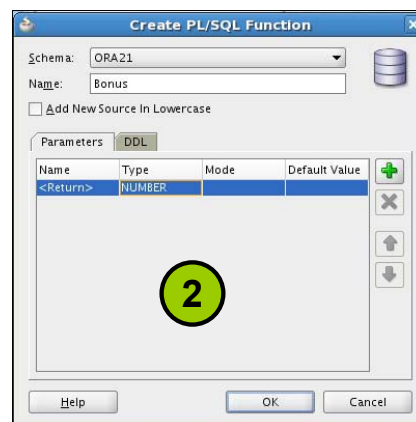 Create PL/SQL Function
Schema: ORA21
Name: Bonus
Add New Source In Lowercase
Parameters DDL
Name Type Mode Default Value
<Return> NUMBER
2
Help OK Cancel